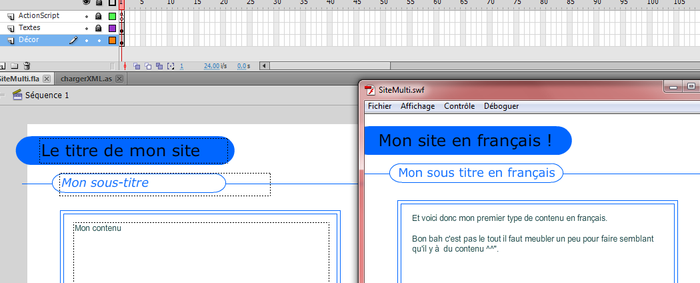 5 10 15 20 25 30 35 40 45 50 55 60 65 70 75 80 85 90 95 100 105
ActionScript
Textes
Décor
1 24,00 i/s 0,0 s
SiteMulti.fla chargerXML.as
Séquence 1
SiteMulti.swf
Fichier Affichage Contrôle Déboguer
Le titre de mon site
Mon sous-titre
Mon contenu
Mon site en français !
Mon sous titre en français
Et voici donc mon premier type de contenu en français.
Bon bah c'est pas le tout il faut meubler un peu pour faire semblant
qu'il y à du contenu ^^".